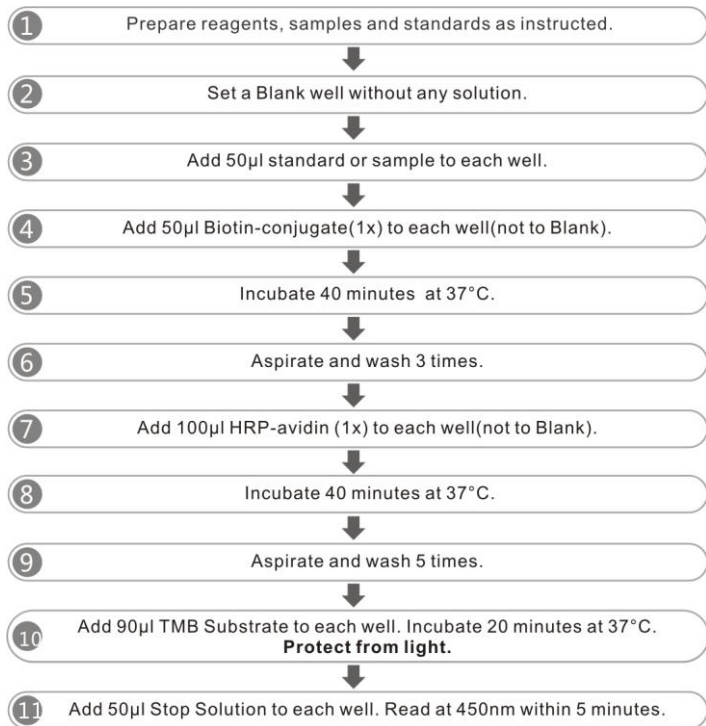 1 Prepare reagents, samples and standards as instructed.
2 Set a Blank well without any solution.
3 Add 50µl standard or sample to each well.
4 Add 50µl Biotin-conjugate(1x) to each well(not to Blank).
5 Incubate 40 minutes at 37°C.
6 Aspirate and wash 3 times.
7 Add 100µl HRP-avidin (1x) to each well(not to Blank).
8 Incubate 40 minutes at 37°C.
9 Aspirate and wash 5 times.
10 Add 90µl TMB Substrate to each well. Incubate 20 minutes at 37°C.
Protect from light.
11 Add 50µl Stop Solution to each well. Read at 450nm within 5 minutes.